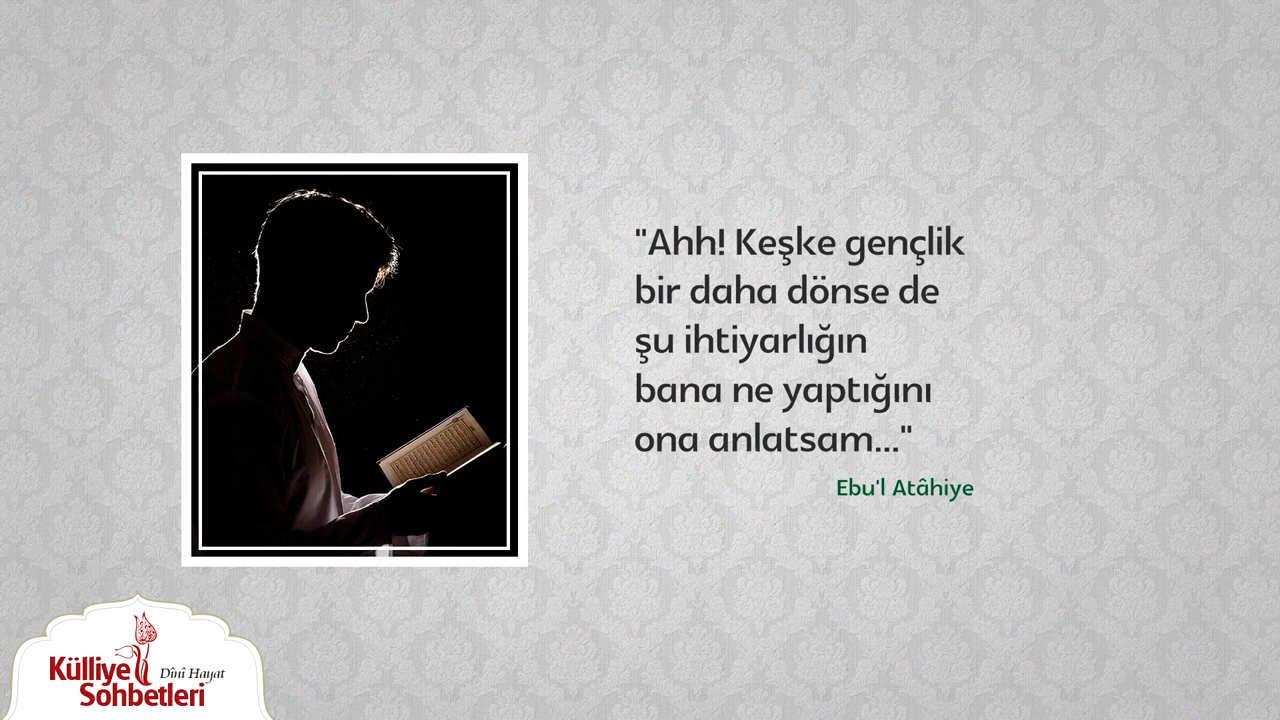 "Ahh! Keşke gençlik
bir daha dönse de
şu ihtiyarlığın
bana ne yaptığını
ona anlatsam..."
Ebu'l Atâhiye
Külliye
Dînî Hayat
Sohbetleri